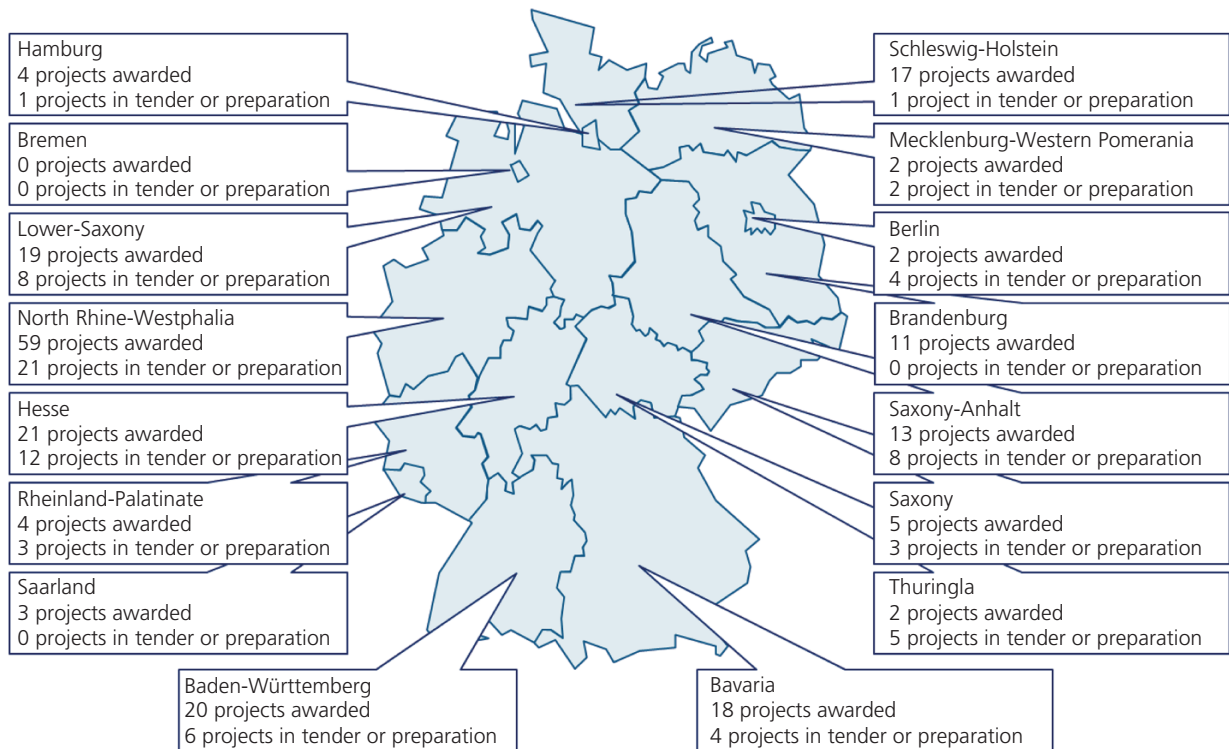 Hamburg
4 projects awarded
1 projects in tender or preparation
Bremen
0 projects awarded
0 projects in tender or preparation
Lower-Saxony
19 projects awarded
8 projects in tender or preparation
North Rhine-Westphalia
59 projects awarded
21 projects in tender or preparation
Hesse
21 projects awarded
12 projects in tender or preparation
Rheinland-Palatinate
4 projects awarded
3 projects in tender or preparation
Saarland
3 projects awarded
0 projects in tender or preparation
Baden-Württemberg
20 projects awarded
6 projects in tender or preparation
Schleswig-Holstein
17 projects awarded
1 project in tender or preparation
Mecklenburg-Western Pomerania
2 projects awarded
2 project in tender or preparation
Berlin
2 projects awarded
4 projects in tender or preparation
Brandenburg
11 projects awarded
0 projects in tender or preparation
Saxony-Anhalt
13 projects awarded
8 projects in tender or preparation
Saxony
5 projects awarded
3 projects in tender or preparation
Thuringla
2 projects awarded
5 projects in tender or preparation
Bavaria
18 projects awarded
4 projects in tender or preparation